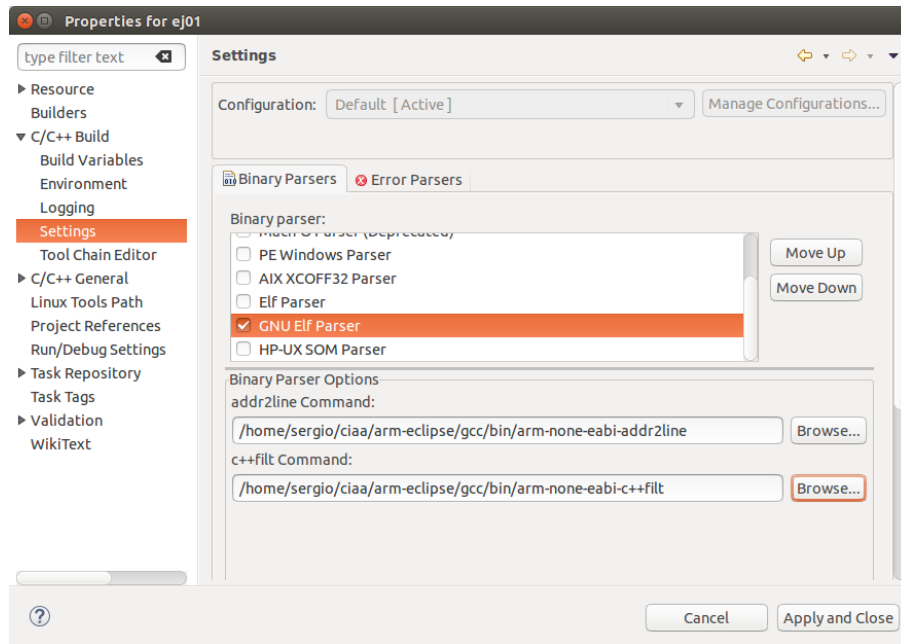 Properties for ej01
type filter text
Settings
Resource
Builders
C/C++ Build
Build Variables
Environment
Logging
Settings
Tool Chain Editor
C/C++ General
Linux Tools Path
Project References
Run/Debug Settings
Task Repository
Task Tags
Validation
WikiText
Configuration:
Default [ Active ]
Manage Configurations...
Binary Parsers
Error Parsers
Binary parser:
Mach O Parser (Deprecated)
PE Windows Parser
AIX XCOFF32 Parser
Elf Parser
GNU Elf Parser
HP-UX SOM Parser
Move Up
Move Down
Binary Parser Options
addr2line Command:
/home/sergio/ciaa/arm-eclipse/gcc/bin/arm-none-eabi-addr2line
Browse...
c++filt Command:
/home/sergio/ciaa/arm-eclipse/gcc/bin/arm-none-eabi-c++filt
Browse...
Cancel
Apply and Close